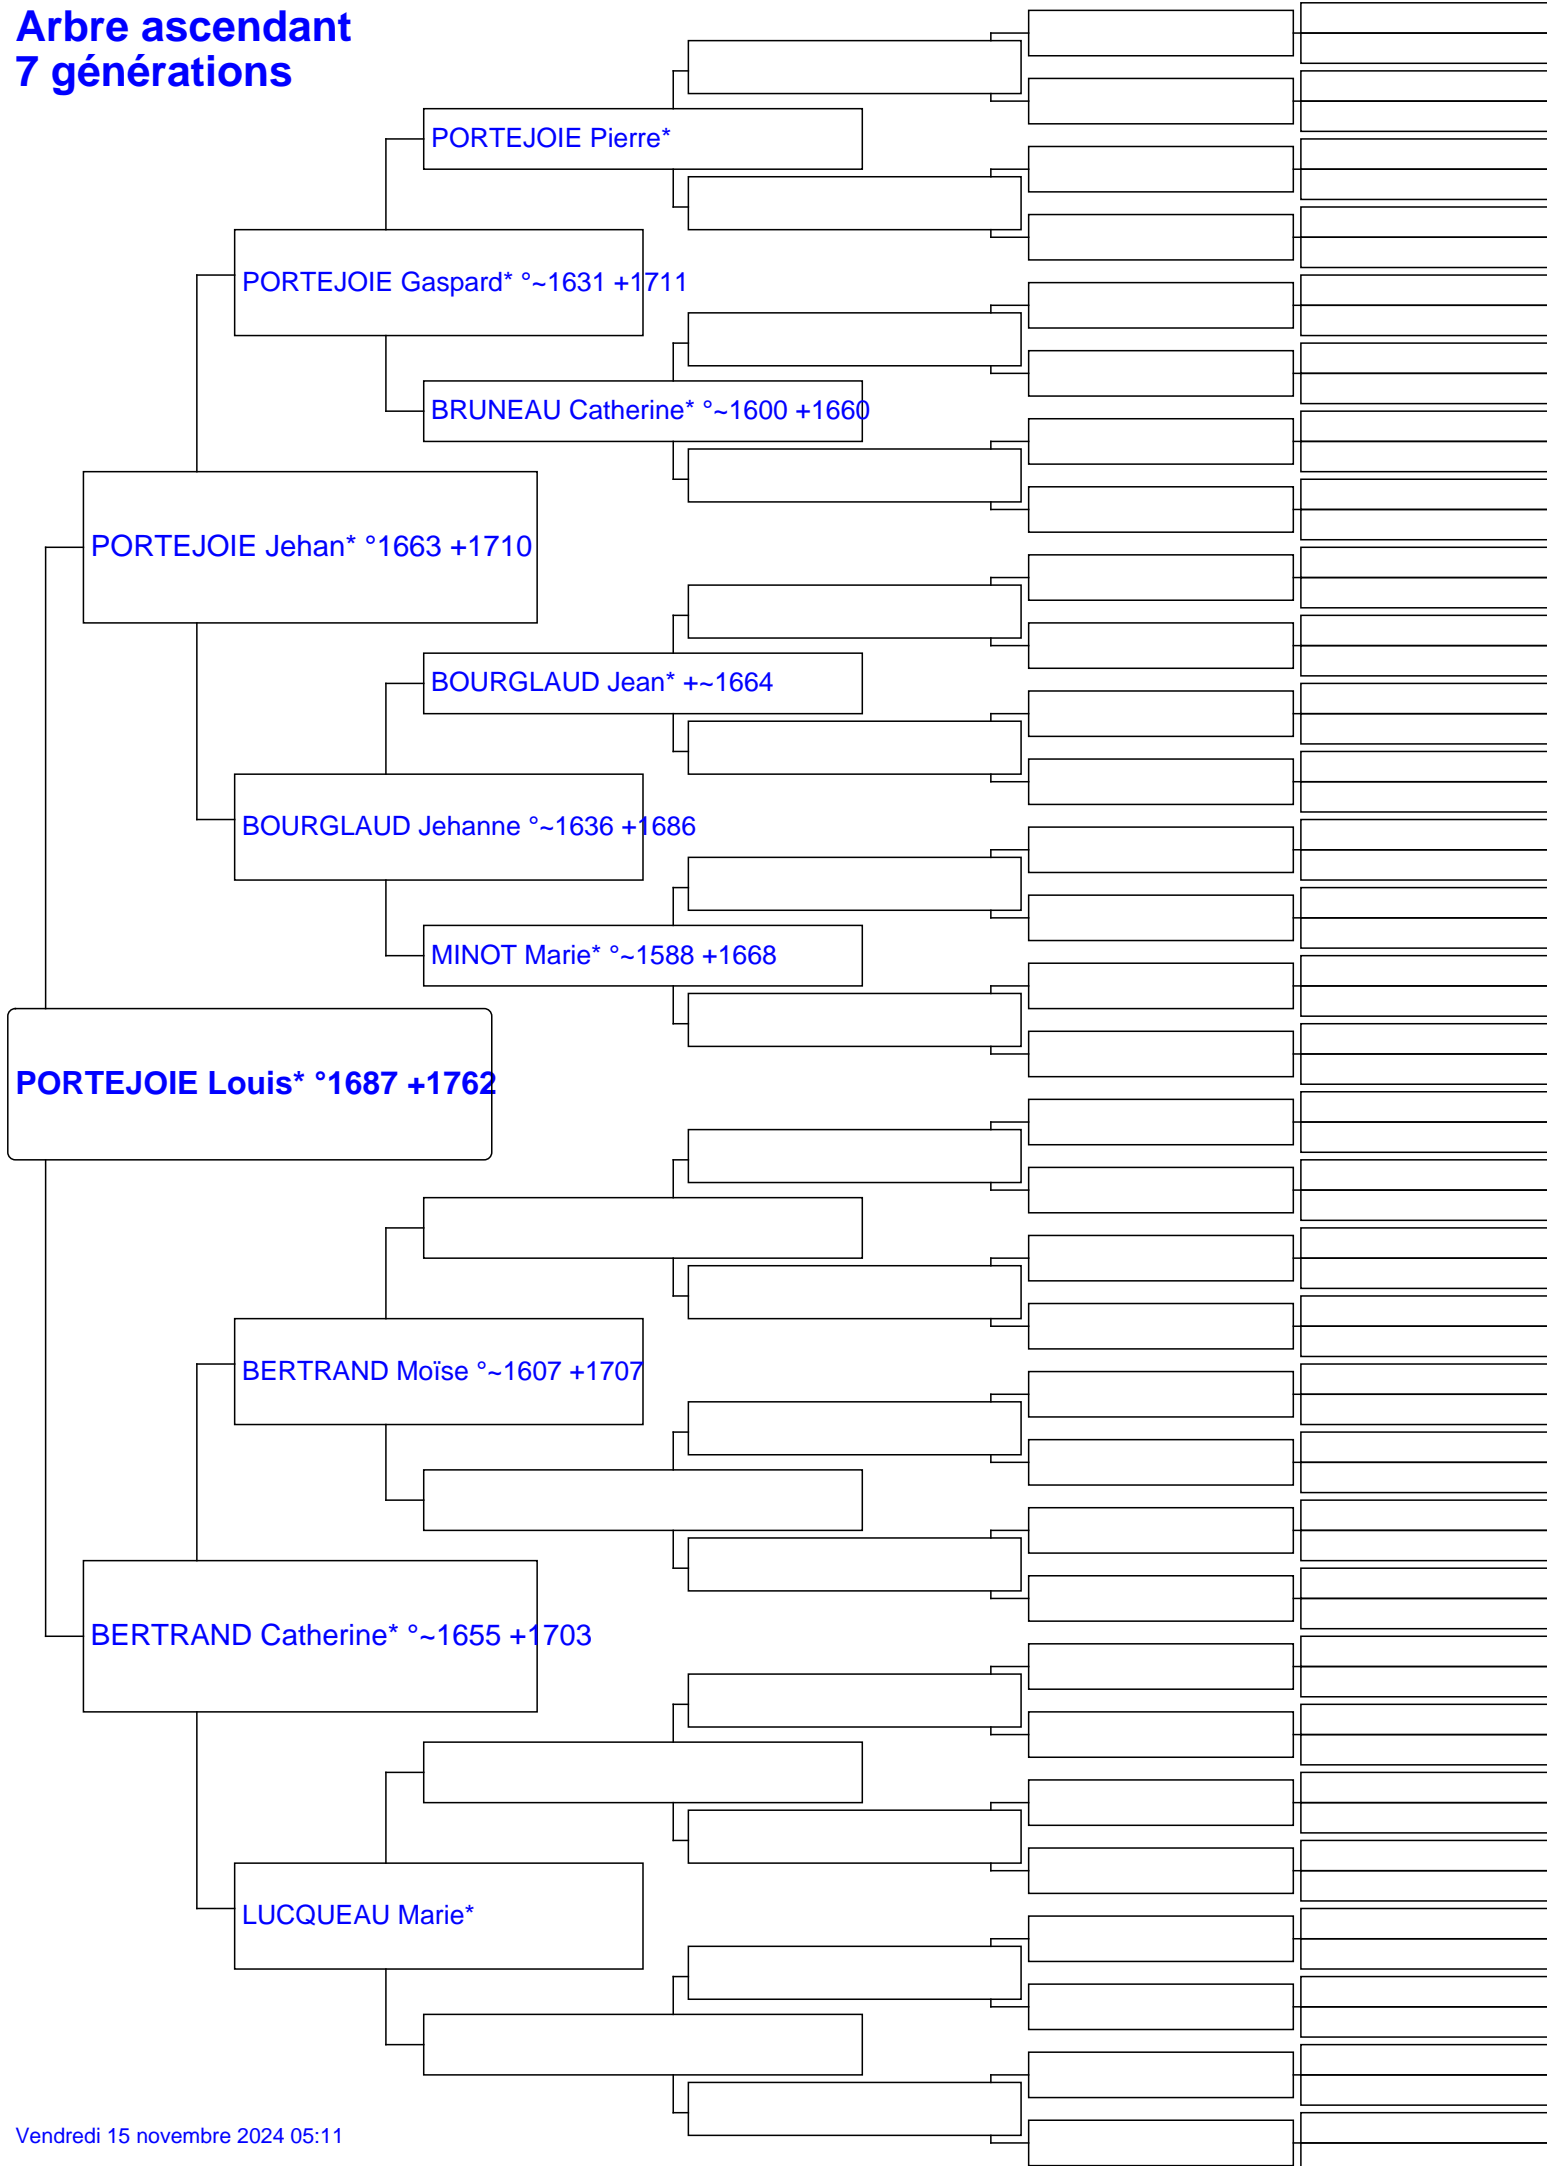 Arbre ascendant
7 générations
PORTEJOIE Pierre*
PORTEJOIE Gaspard* °~1631 +1711
BRUNEAU Catherine* °~1600 +1660
PORTEJOIE Jehan* °1663 +1710
BOURGLAUD Jean* +~1664
BOURGLAUD Jehanne °~1636 +1686
MINOT Marie* °~1588 +1668
PORTEJOIE Louis* °1687 +1762
BERTRAND Moïse °~1607 +1707
BERTRAND Catherine* °~1655 +1703
LUCQUEAU Marie*
Vendredi 15 novembre 2024 05:11